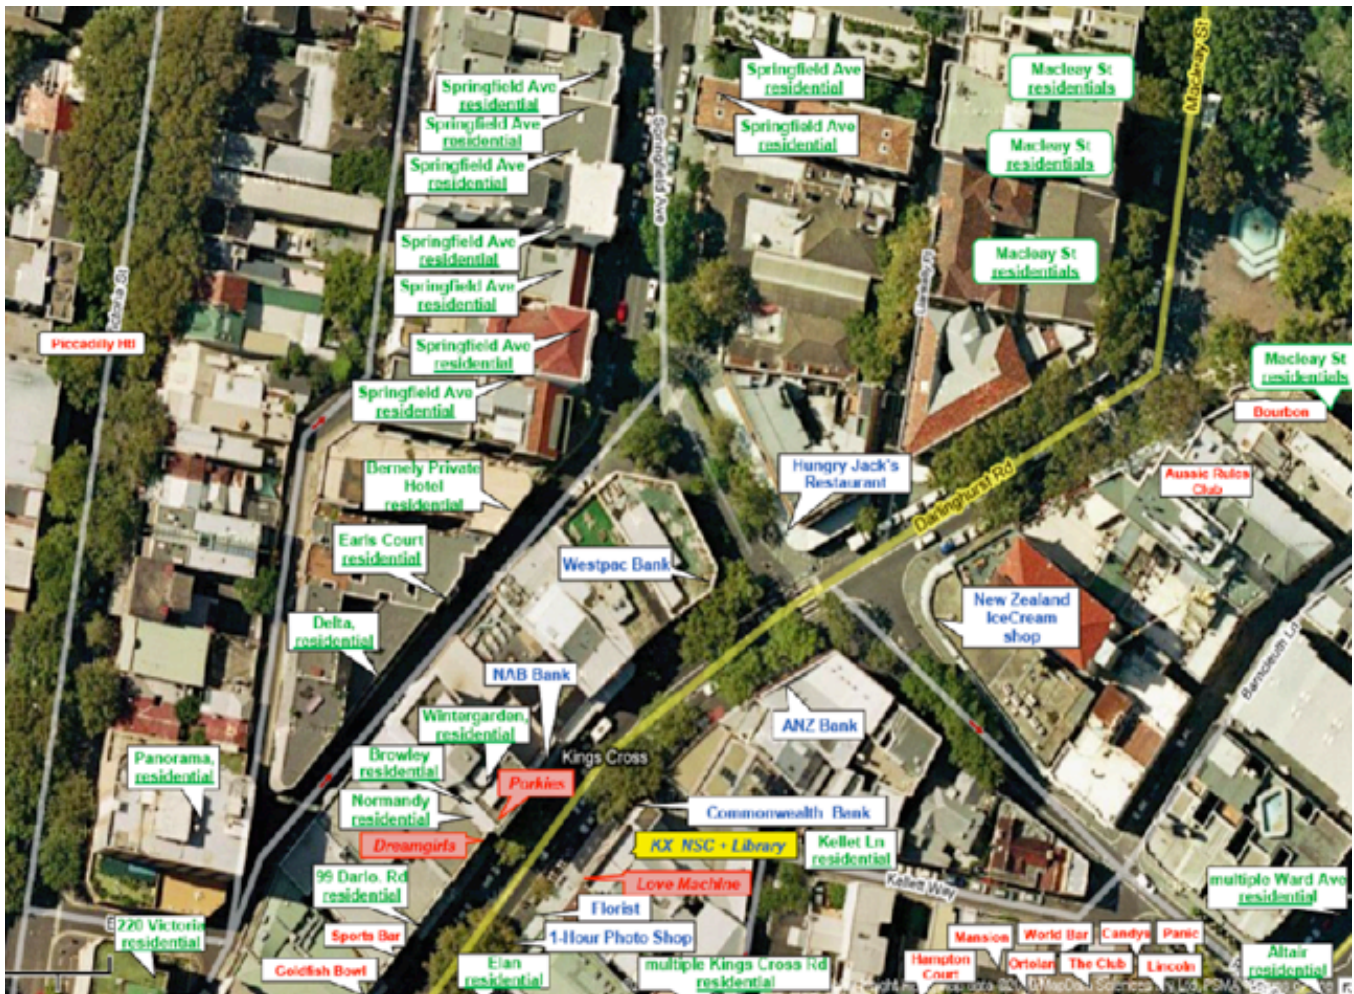 Macleay St
Springfield Ave
residential
Macleay St
residentials
Springfield Ave
residential
Springfield Ave
residential
Springfield Ave
Springfield Ave
residential
Macleay St
residentials
Springfield Ave
residential
Springfield Ave
residential
Macleay St
residentials
Springfield Ave
residential
Piccadilly Htl
Springfield Ave
residential
Macleay St
residentials
Springfield Ave
residential
Bourbon
Bernely Private
Hotel
residential
Hungry Jack's
Restaurant
Darlinghurst Rd
Aussie Rules
Club
Earls Court
residential
Westpac Bank
New Zealand
IceCream
shop
Delta,
residential
Barncleuth Ln
NAB Bank
Wintergarden,
residential
ANZ Bank
Panorama,
residential
Browley
residential
Kings Cross
Porkies
Normandy
residential
Commonwealth Bank
Dreamgirls
KX NSC + Library
Kellet Ln
residential
99 Darlo. Rd
residential
Love Machine
Kellett Way
multiple Ward Ave
residential
220 Victoria
residential
Florist
Sports Bar
1-Hour Photo Shop
Mansion
World Bar
Candys
Panic
Goldfish Bowl
Elan
residential
multiple Kings Cross Rd
residential
Hampton
Court
Ortolan
The Club
Lincoln
Altair
residential